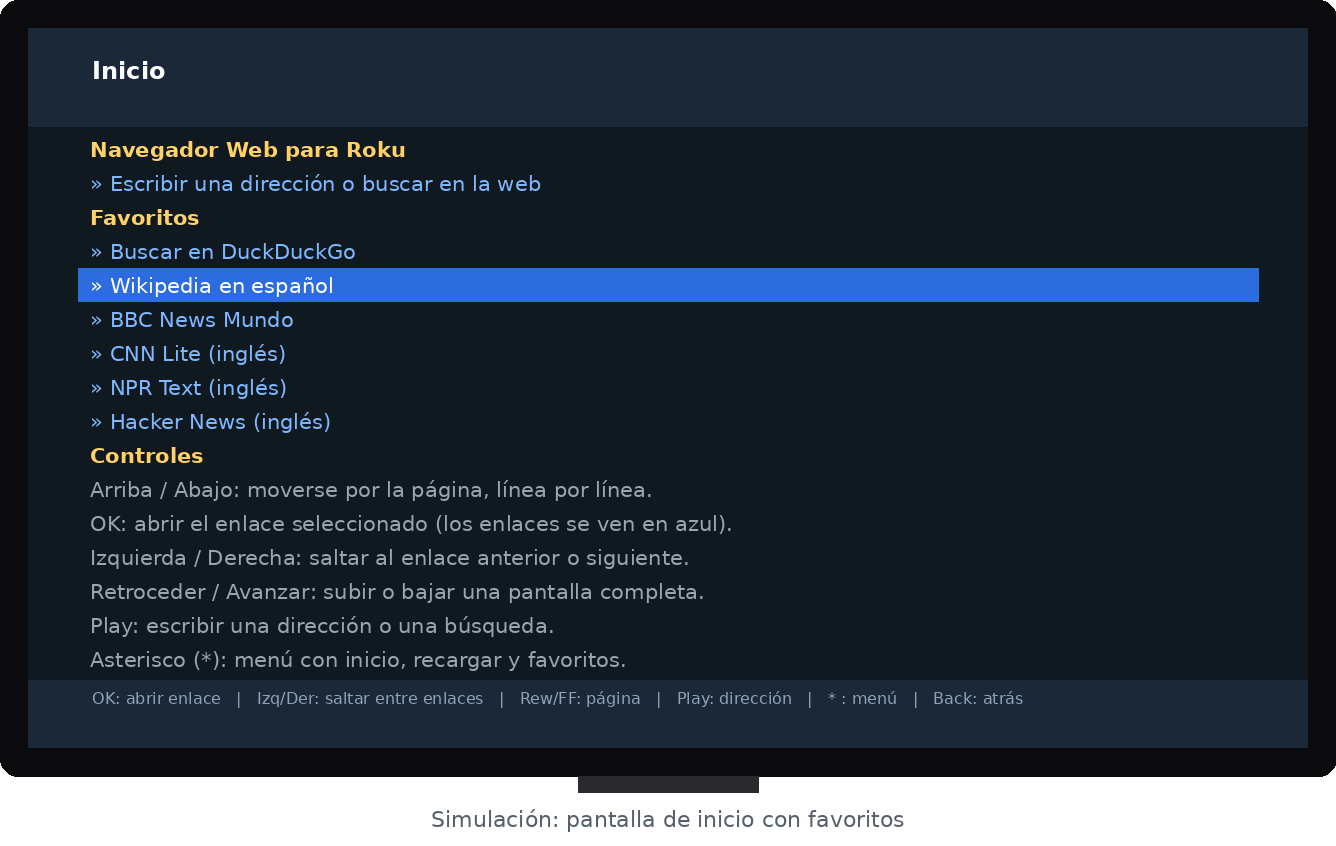 Inicio
Navegador Web para Roku
» Escribir una dirección o buscar en la web
Favoritos
» Buscar en DuckDuckGo
» Wikipedia en español
» BBC News Mundo
» CNN Lite (inglés)
» NPR Text (inglés)
» Hacker News (inglés)
Controles
Arriba / Abajo: moverse por la página, línea por línea.
OK: abrir el enlace seleccionado (los enlaces se ven en azul).
Izquierda / Derecha: saltar al enlace anterior o siguiente.
Retroceder / Avanzar: subir o bajar una pantalla completa.
Play: escribir una dirección o una búsqueda.
Asterisco (*): menú con inicio, recargar y favoritos.
OK: abrir enlace | Izq/Der: saltar entre enlaces | Rew/FF: página | Play: dirección | * : menú | Back: atrás
Simulación: pantalla de inicio con favoritos